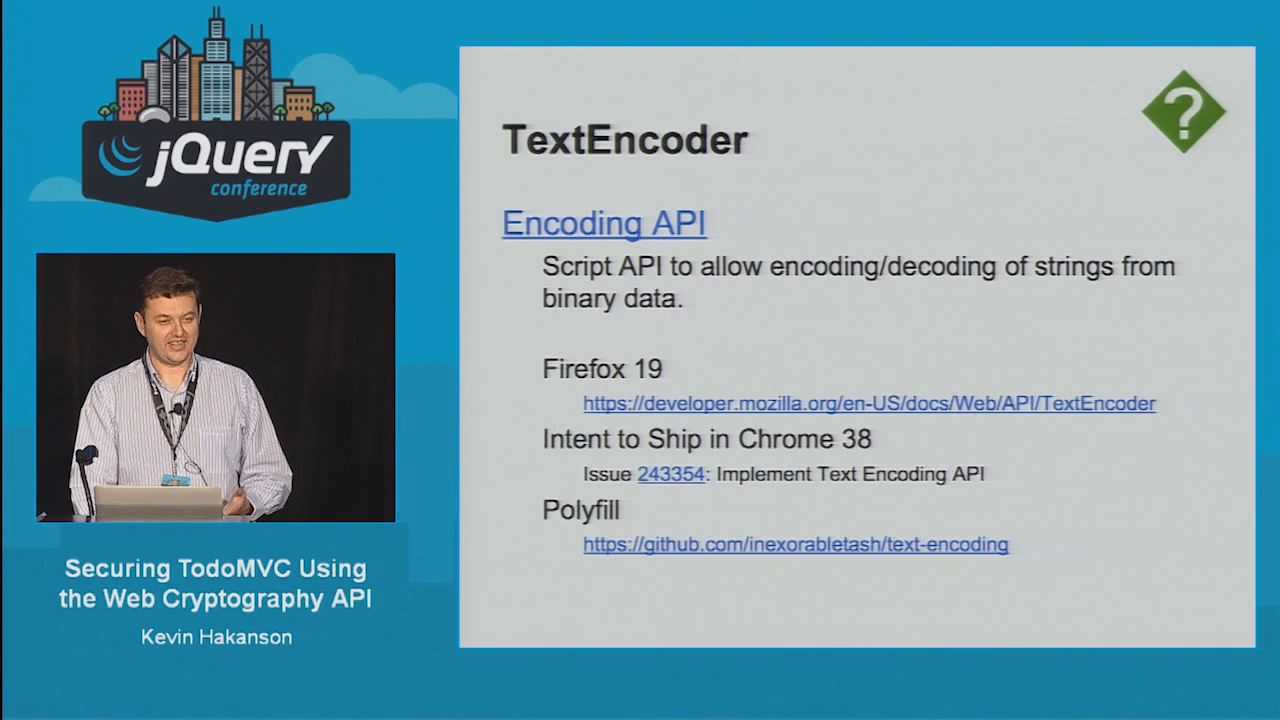 jQuery
conference
Securing TodoMVC Using
the Web Cryptography API
Kevin Hakanson
?
TextEncoder
Encoding API
Script API to allow encoding/decoding of strings from
binary data.
Firefox 19
https://developer.mozilla.org/en-US/docs/Web/API/TextEncoder
Intent to Ship in Chrome 38
Issue 243354: Implement Text Encoding API
Polyfill
https://github.com/inexorabletash/text-encoding